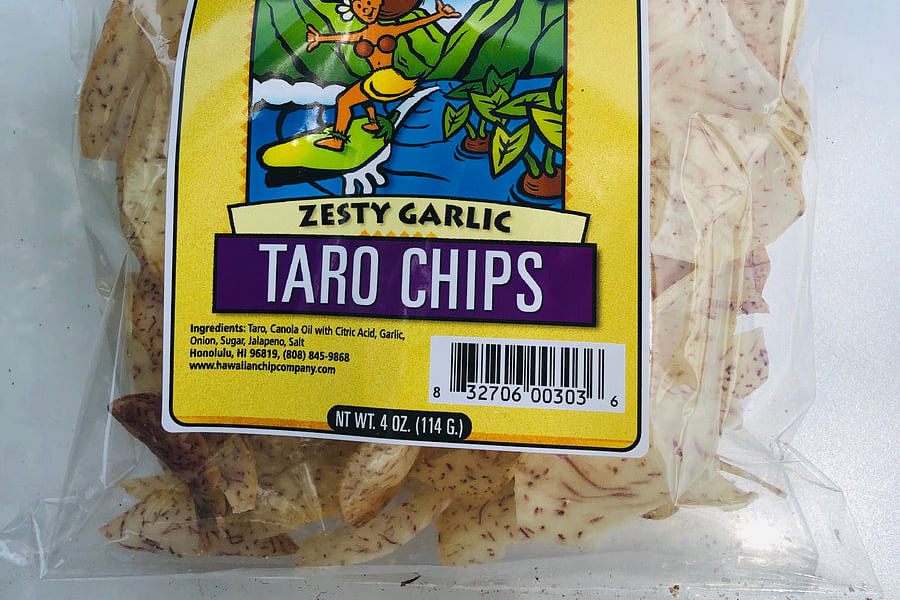 ZESTY GARLIC
TARO CHIPS
Ingredients: Taro, Canola Oil with Citric Acid, Garlic,
Onion, Sugar, Jalapeno, Salt
Honolulu, HI 96819, (808) 845-9868
www.hawaiianchipcompany.com
8 32706 00303 6
NT WT. 4 OZ. (114 G.)